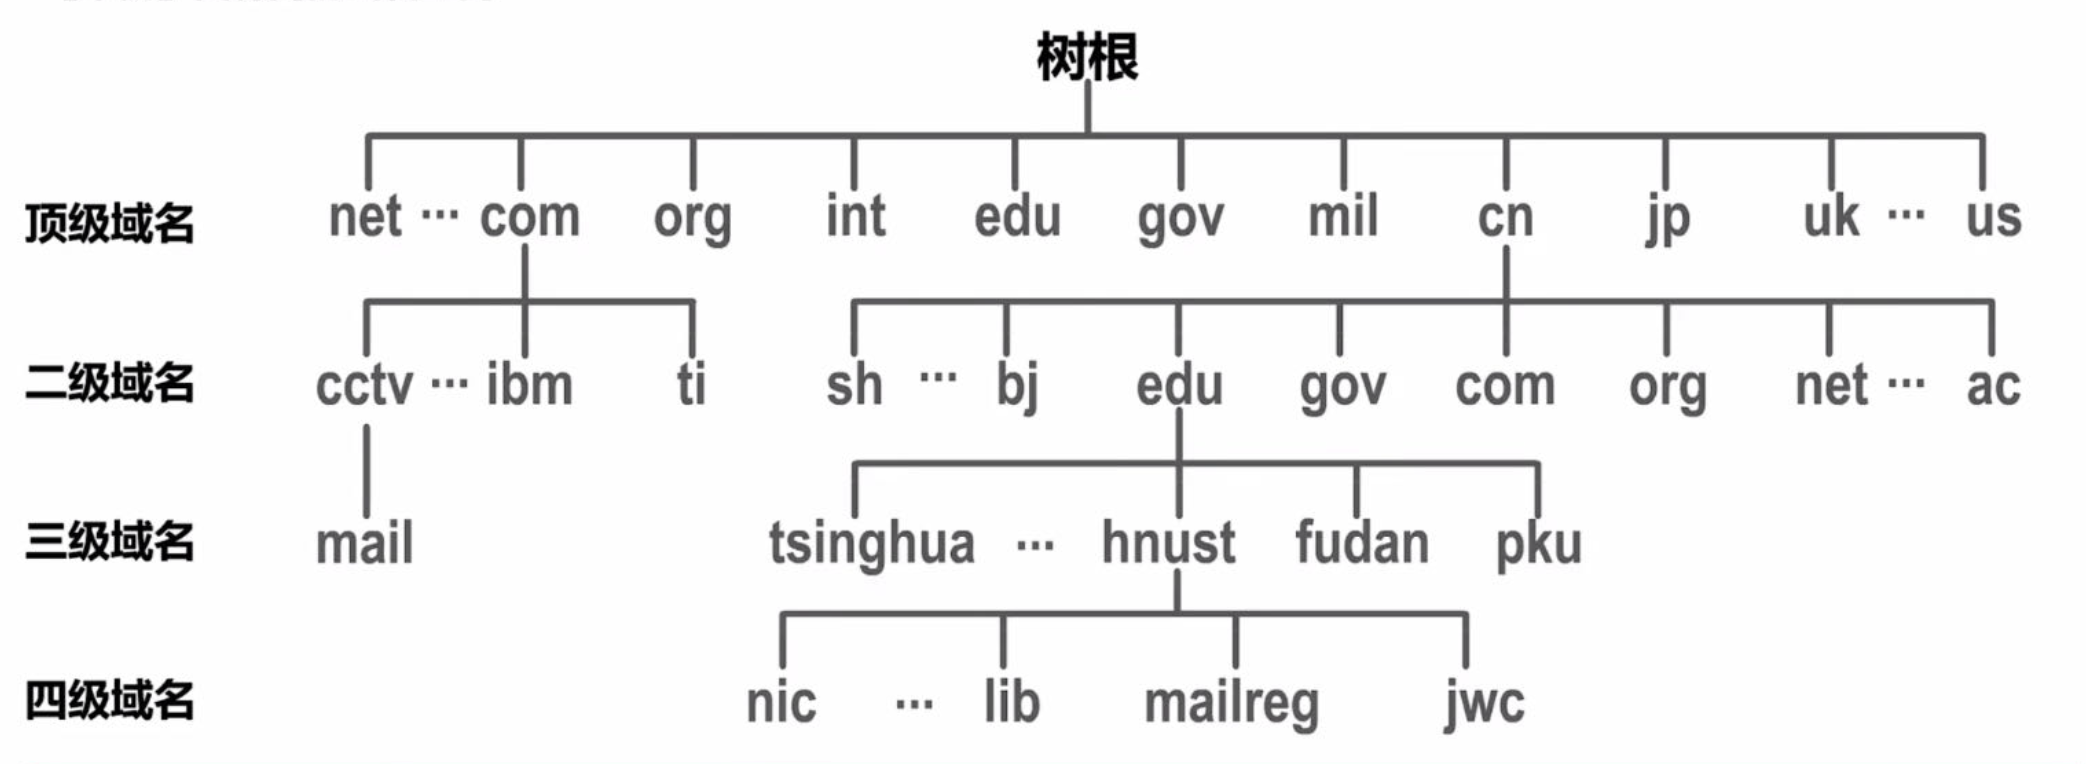 树根
顶级域名 net ··· com org int edu gov mil cn jp uk ··· us
二级域名 cctv ··· ibm ti sh ··· bj edu gov com org net ··· ac
三级域名 mail tsinghua ··· hnust fudan pku
四级域名 nic ··· lib mailreg jwc